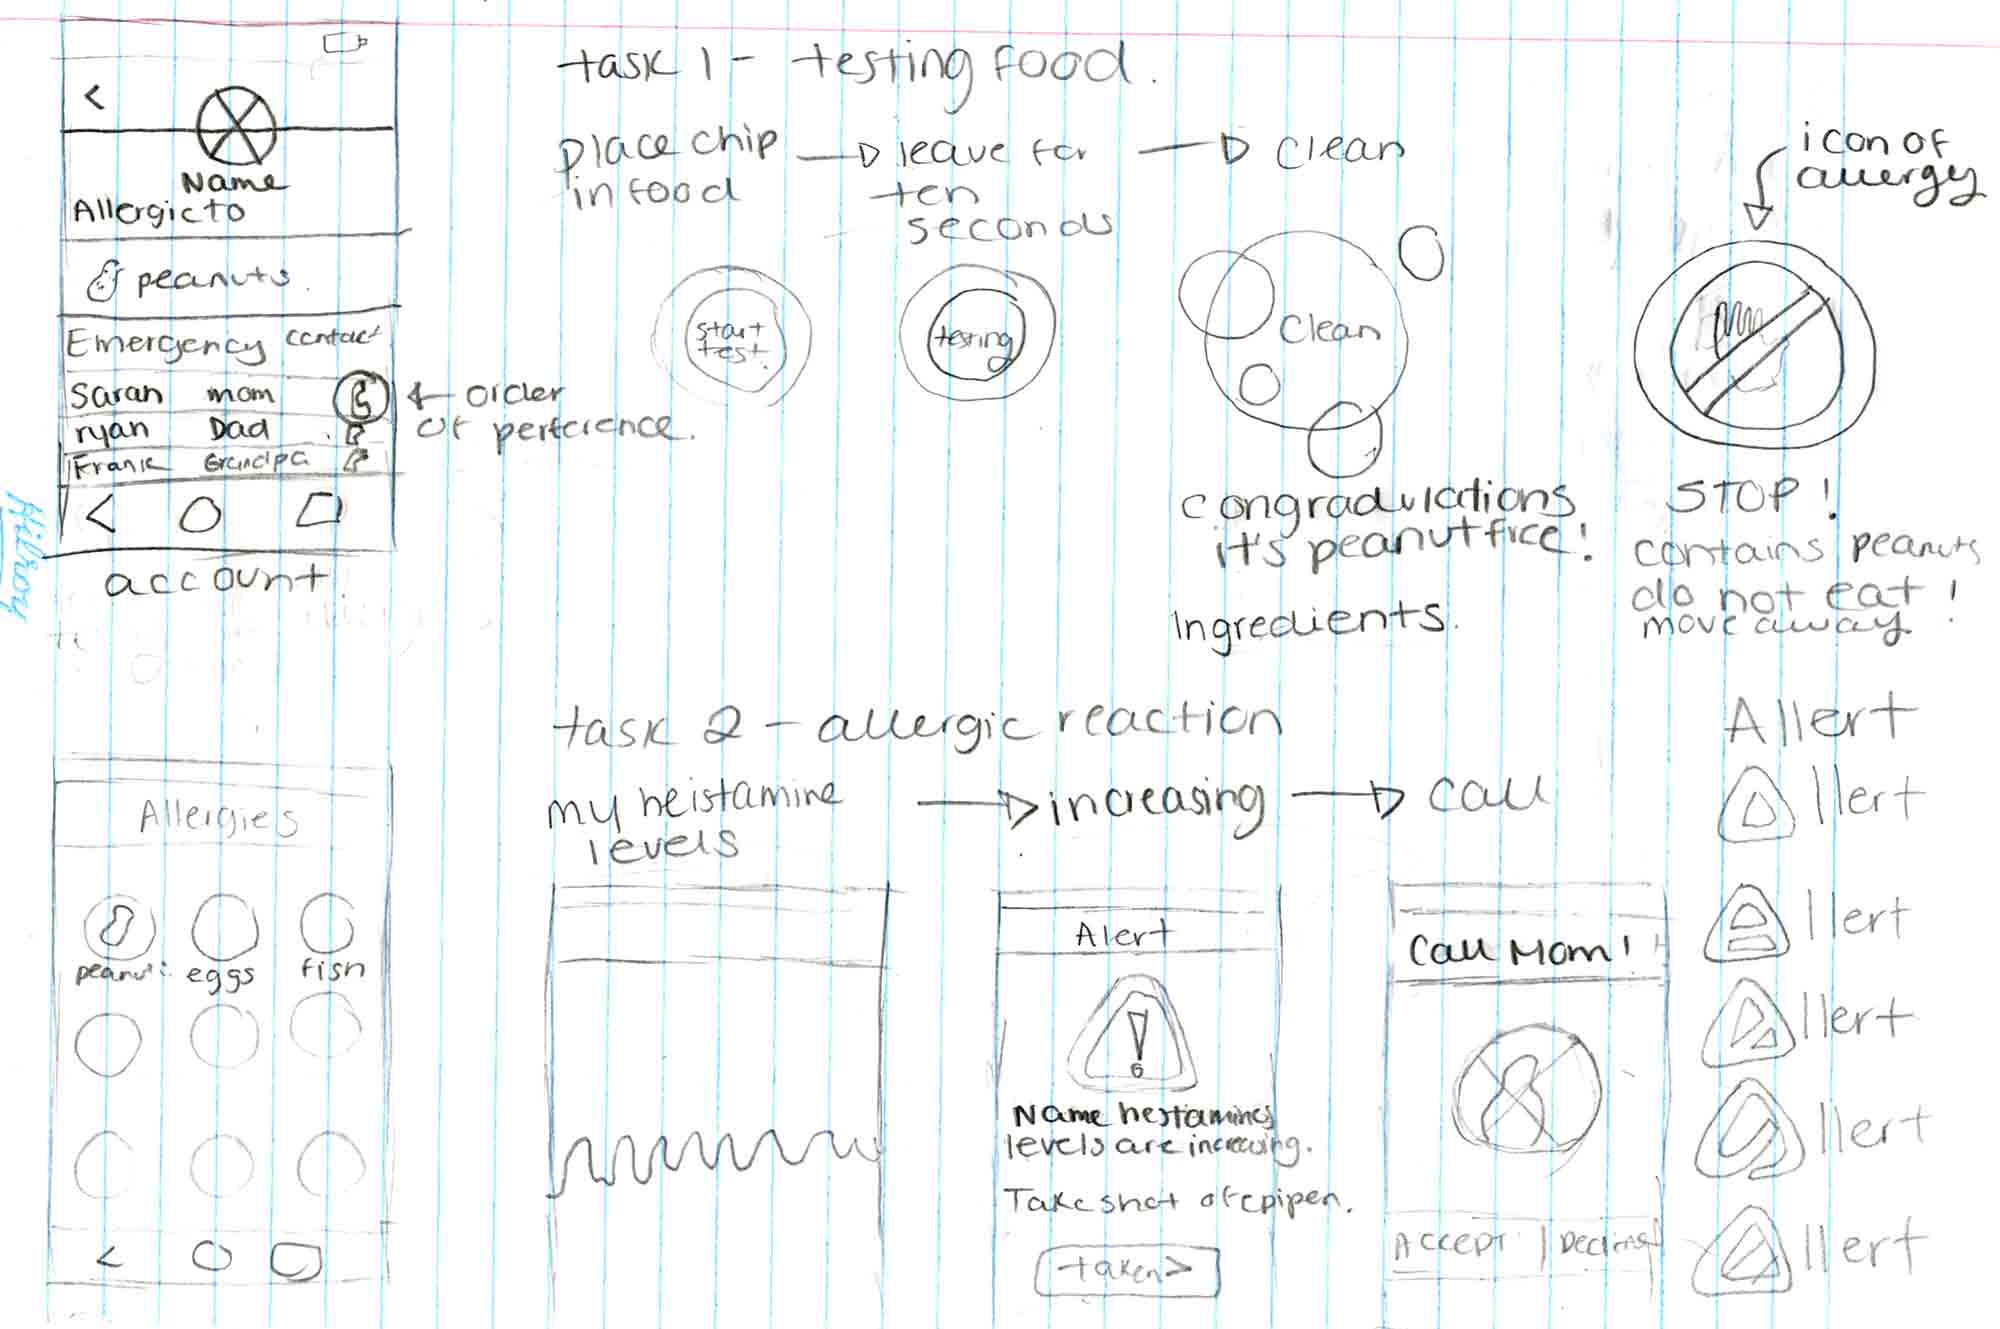 Name
Allergic to
peanuts.
Emergency contact
Sarah mom
ryan Dad
Frank Grandpa
← order
of perference.
account
task 1 - testing food.
place chip
in food
leave for
ten
seconds
clean
start
test.
testing
Clean
congradulations
it's peanut free!
Ingredients.
icon of
allergy
STOP!
contains peanuts
do not eat!
move away
Allergies
peanut
eggs
fish
task 2 - allergic reaction
my heistamine
levels
increasing
call
Alert
!
Name hestamines
levels are increasing.
Take shot of epipen.
taken >
Call Mom!
ACCEPT | Decline
Allert
llert
llert
llert
llert
llert